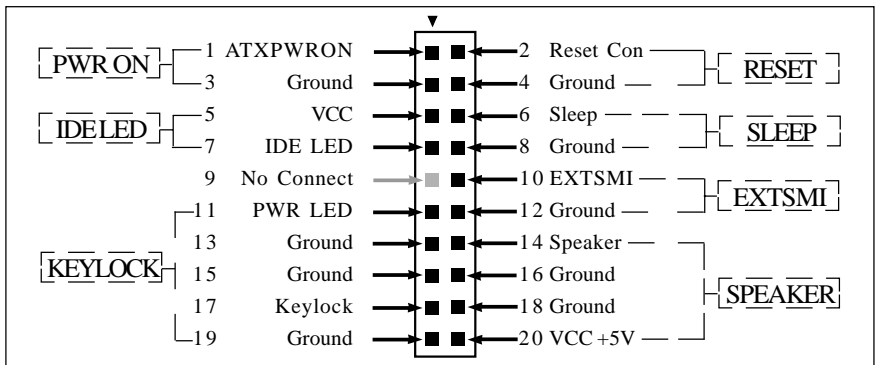 1 ATXPWRON 2 Reset Con
PWR ON RESET
3 Ground 4 Ground
5 VCC 6 Sleep
IDE LED SLEEP
7 IDE LED 8 Ground
9 No Connect 10 EXTSMI
EXTSMI
11 PWR LED 12 Ground
13 Ground 14 Speaker
KEYLOCK
15 Ground 16 Ground
SPEAKER
17 Keylock 18 Ground
19 Ground 20 VCC +5V